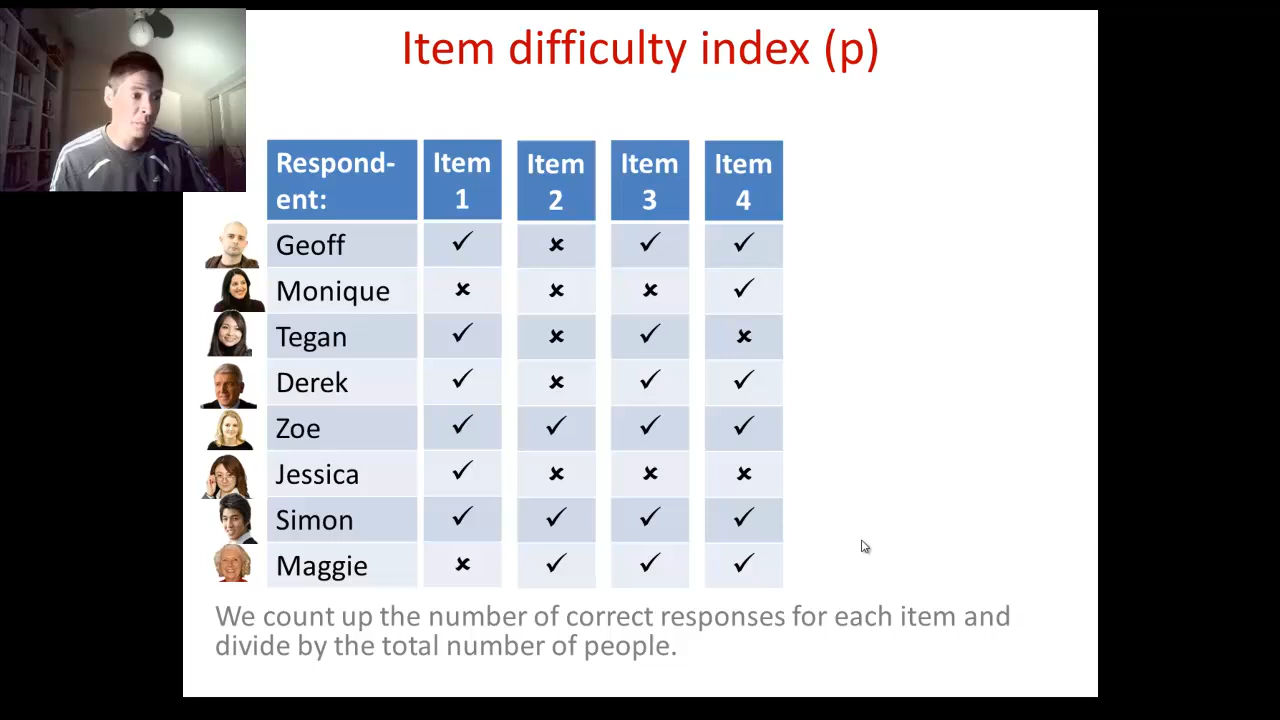 Item difficulty index (p)
Respond- Item Item Item Item
ent: 1 2 3 4
Geoff ✓ ✗ ✓ ✓
Monique ✗ ✗ ✗ ✓
Tegan ✓ ✗ ✓ ✗
Derek ✓ ✗ ✓ ✓
Zoe ✓ ✓ ✓ ✓
Jessica ✓ ✗ ✗ ✗
Simon ✓ ✓ ✓ ✓
Maggie ✗ ✓ ✓ ✓
We count up the number of correct responses for each item and
divide by the total number of people.